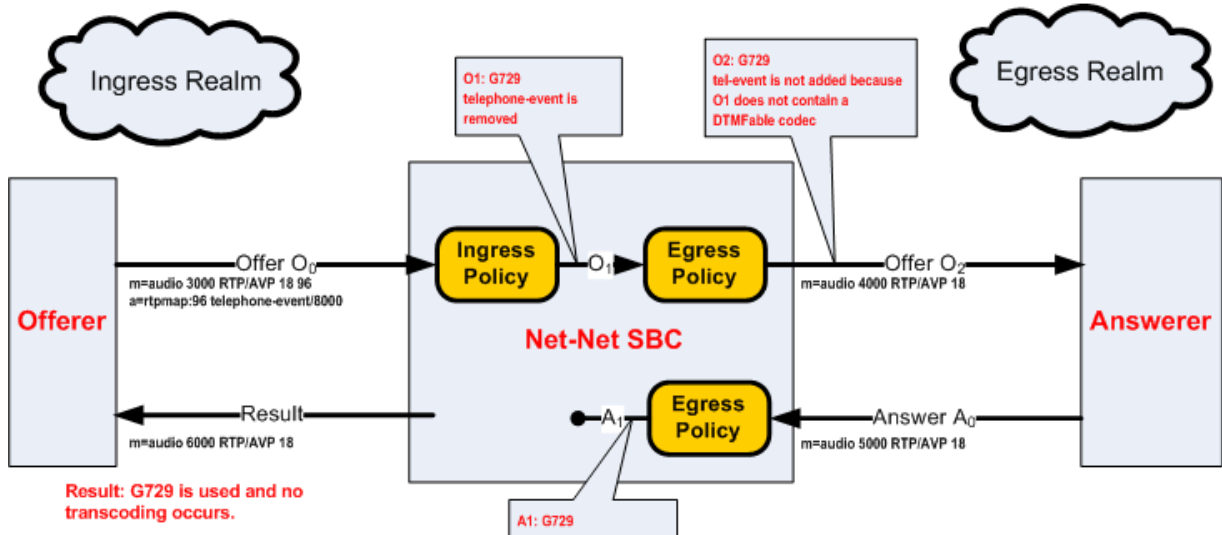 Ingress Realm
Egress Realm
O1: G729
telephone-event is
removed
O2: G729
tel-event is not added because
O1 does not contain a
DTMFable codec
Offerer
Offer O0
m=audio 3000 RTP/AVP 18 96
a=rtpmap:96 telephone-event/8000
Ingress
Policy
O1
Egress
Policy
Offer O2
m=audio 4000 RTP/AVP 18
Answerer
Net-Net SBC
Result
m=audio 6000 RTP/AVP 18
A1
Egress
Policy
Answer A0
m=audio 5000 RTP/AVP 18
Result: G729 is used and no
transcoding occurs.
A1: G729